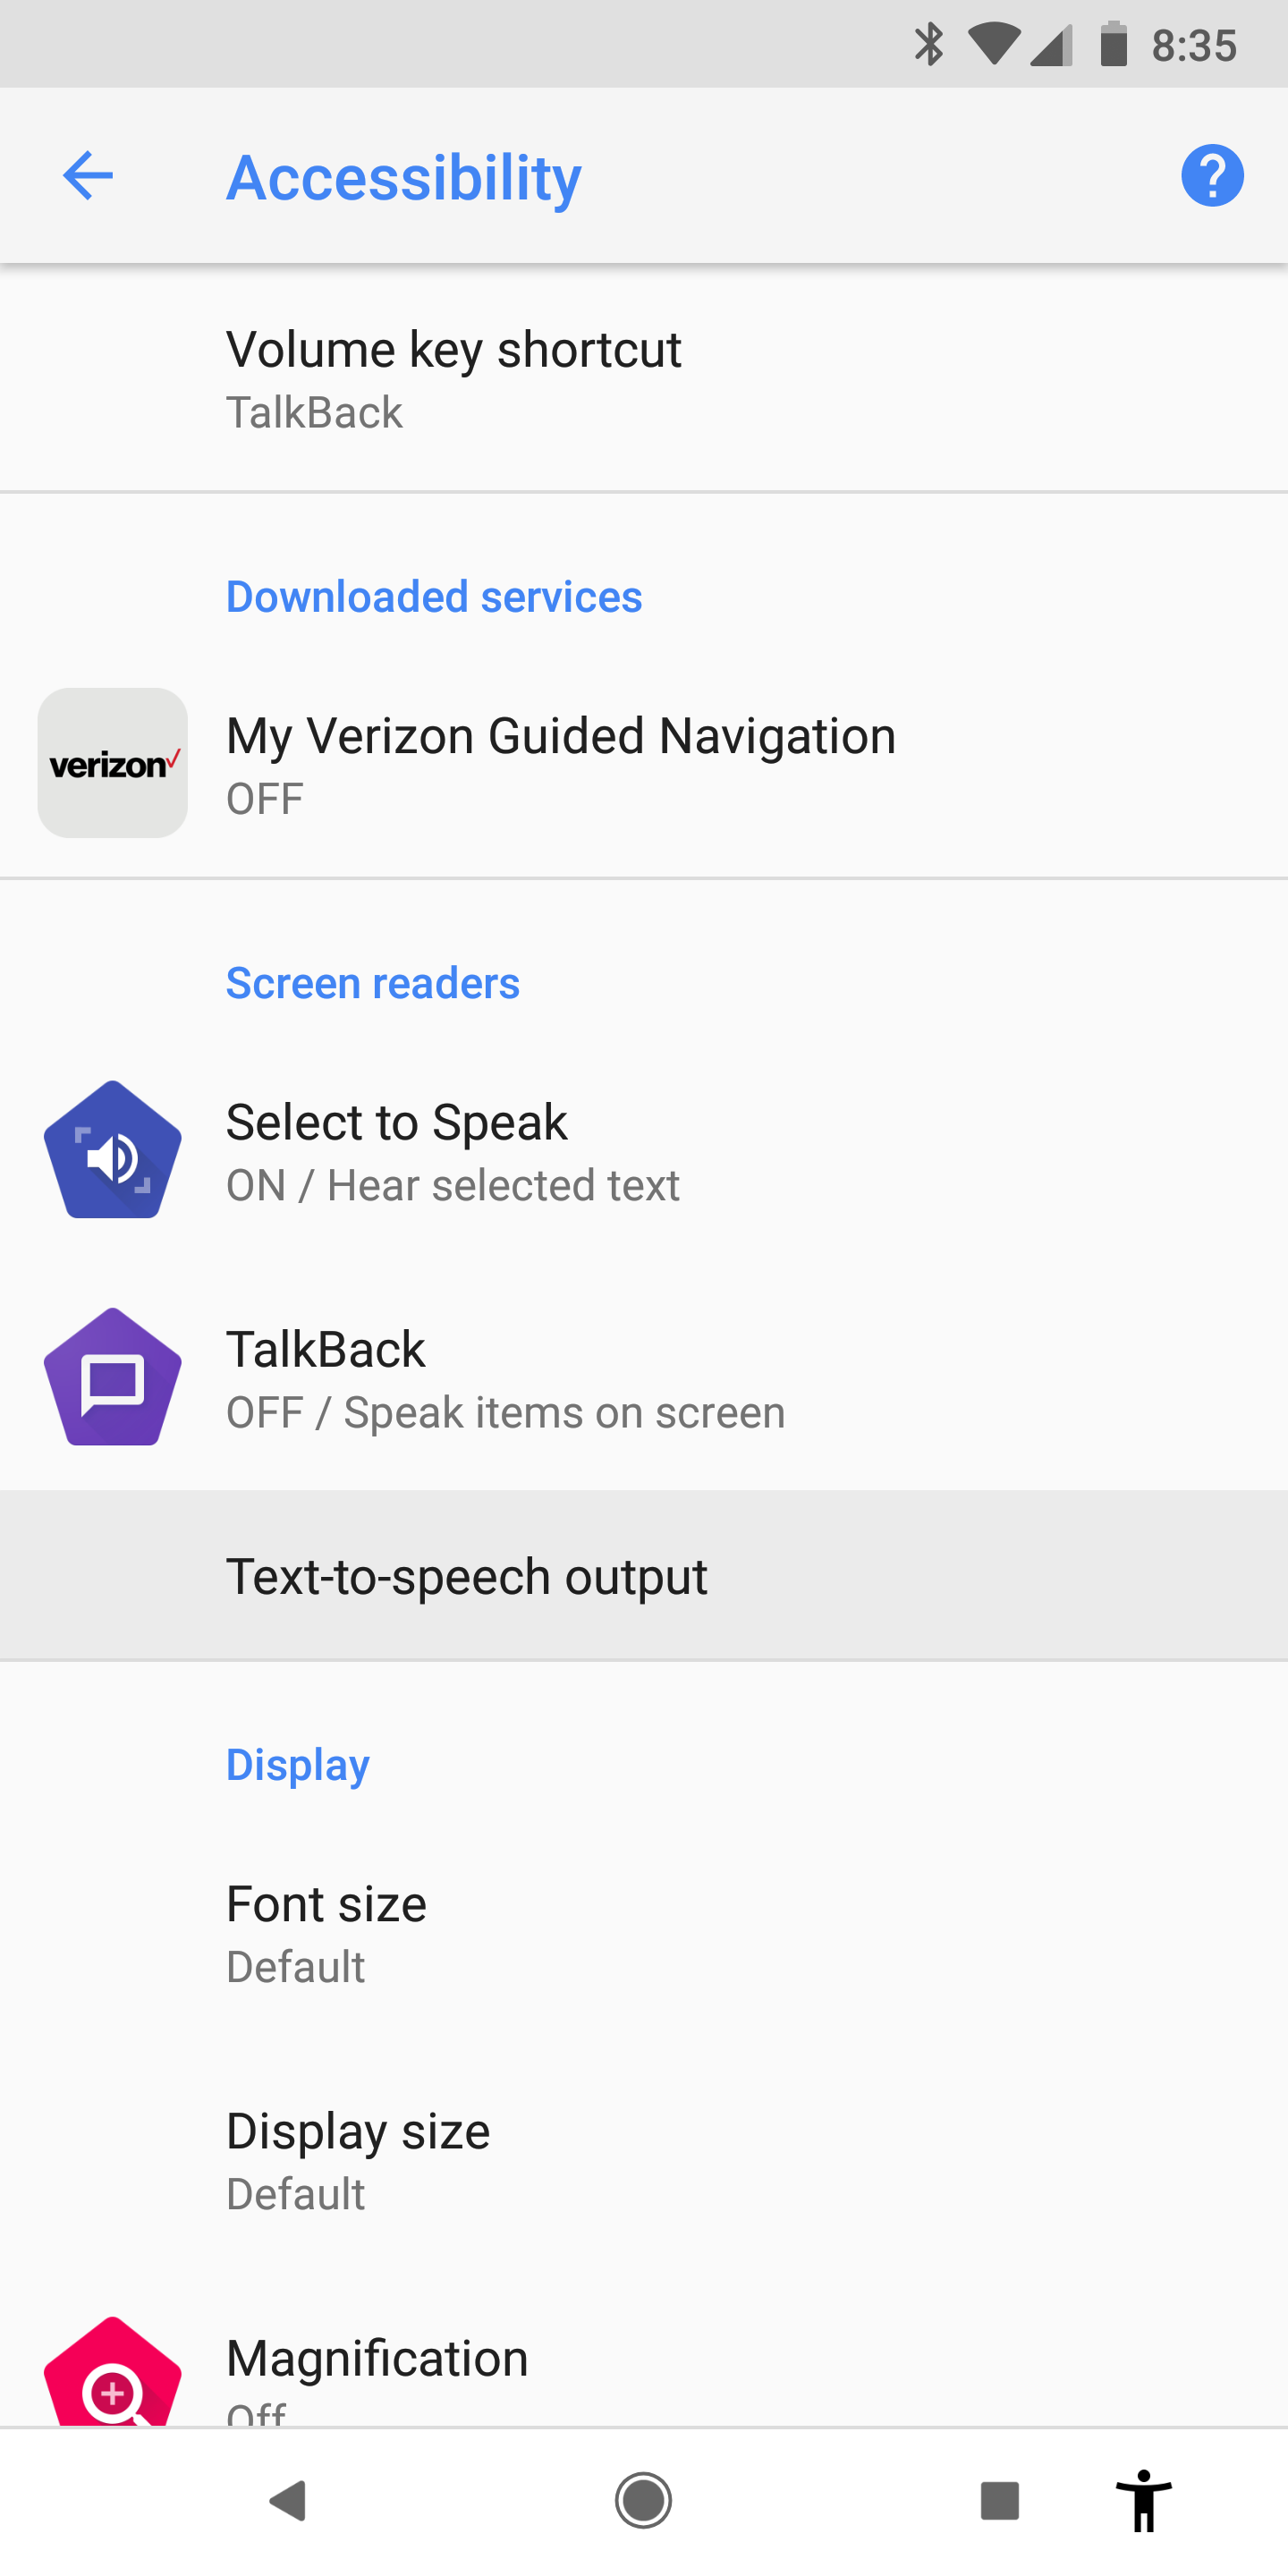 8:35
Accessibility
Volume key shortcut
TalkBack
Downloaded services
verizon
My Verizon Guided Navigation
OFF
Screen readers
Select to Speak
ON / Hear selected text
TalkBack
OFF / Speak items on screen
Text-to-speech output
Display
Font size
Default
Display size
Default
Magnification
Off